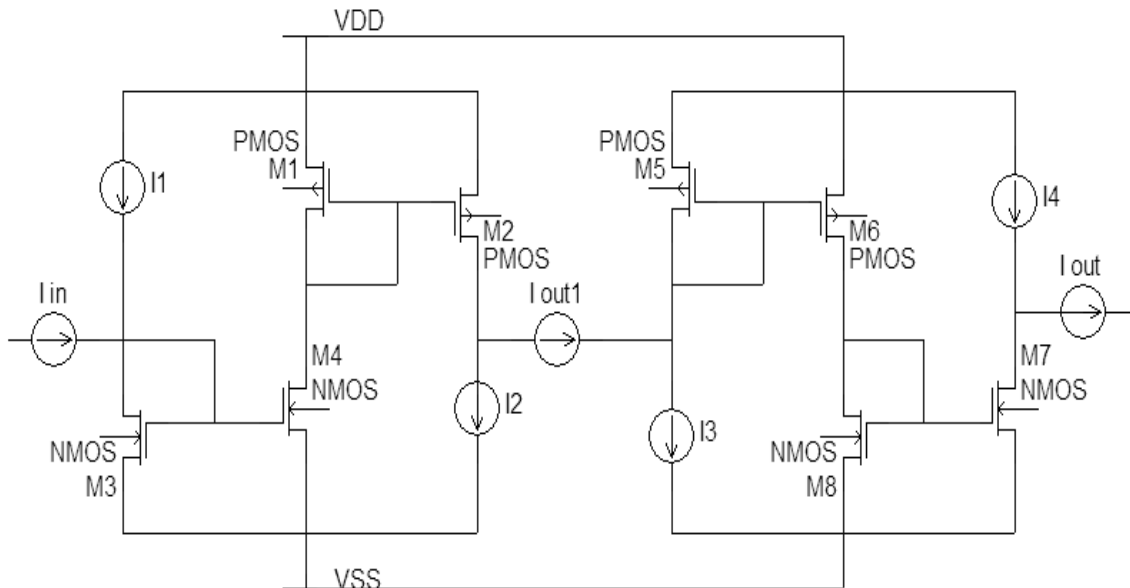 VDD
PMOS
M1
I1
PMOS
M5
I4
M2
PMOS
M6
PMOS
I in
I out1
I out
M4
NMOS
M7
NMOS
I2
I3
NMOS
M3
NMOS
M8
VSS